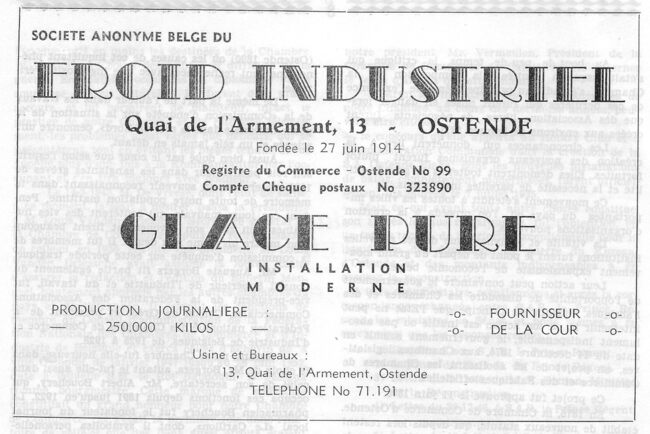 SOCIETE ANONYME BELGE DU
FROID INDUSTRIEL
Quai de l'Armement, 13 - OSTENDE
Fondée le 27 juin 1914
Registre du Commerce - Ostende No 99
Compte Chèque postaux No 323890
GLACE PURE
INSTALLATION
MODERNE
PRODUCTION JOURNALIERE :
— 250.000 KILOS —
-o- FOURNISSEUR -o-
-o- DE LA COUR -o-
Usine et Bureaux :
13, Quai de l'Armement, Ostende
TELEPHONE No 71.191